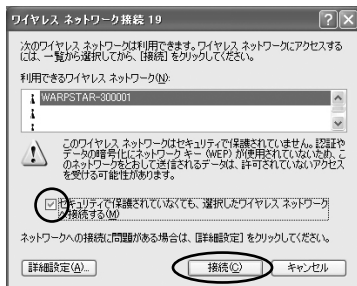 ワイヤレス ネットワーク接続 19
次のワイヤレス ネットワークは利用できます。ワイヤレス ネットワークにアクセスする
には、一覧から選択してから、[接続] をクリックしてください。
利用できるワイヤレス ネットワーク(N):
WARPSTAR-300001
このワイヤレス ネットワークはセキュリティで保護されていません。認証や
データの暗号化にネットワーク キー (WEP) が使用されていないため、こ
のネットワークをとおして送信されるデータは、許可されていないアクセス
を受ける可能性があります。
セキュリティで保護されていなくても、選択したワイヤレス ネットワーク
へ接続する(M)
ネットワークへの接続に問題がある場合は、[詳細設定] をクリックしてください。
詳細設定(A)...
接続(C)
キャンセル